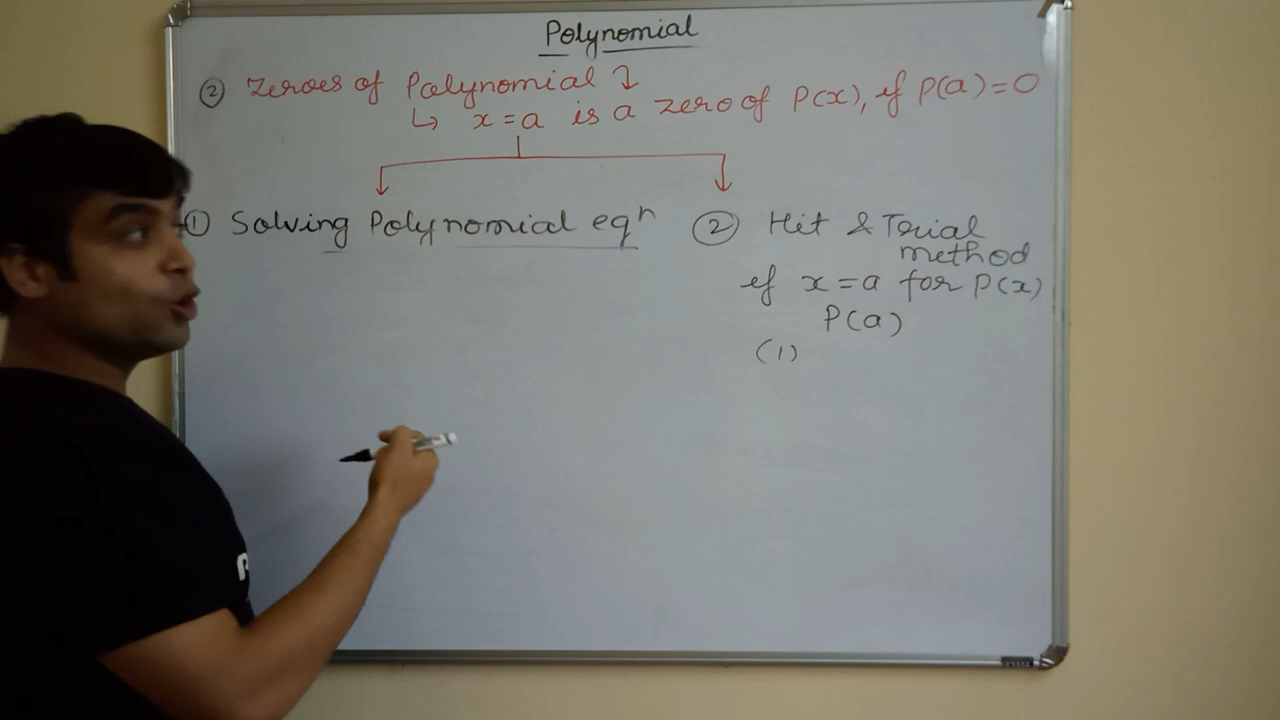 Polynomial
② Zeroes of Polynomial ↴
↳ x = a is a zero of P(x), if P(a) = 0
① Solving Polynomial eqⁿ
② Hit & Trial
method
if x = a for P(x)
P(a)
(1)